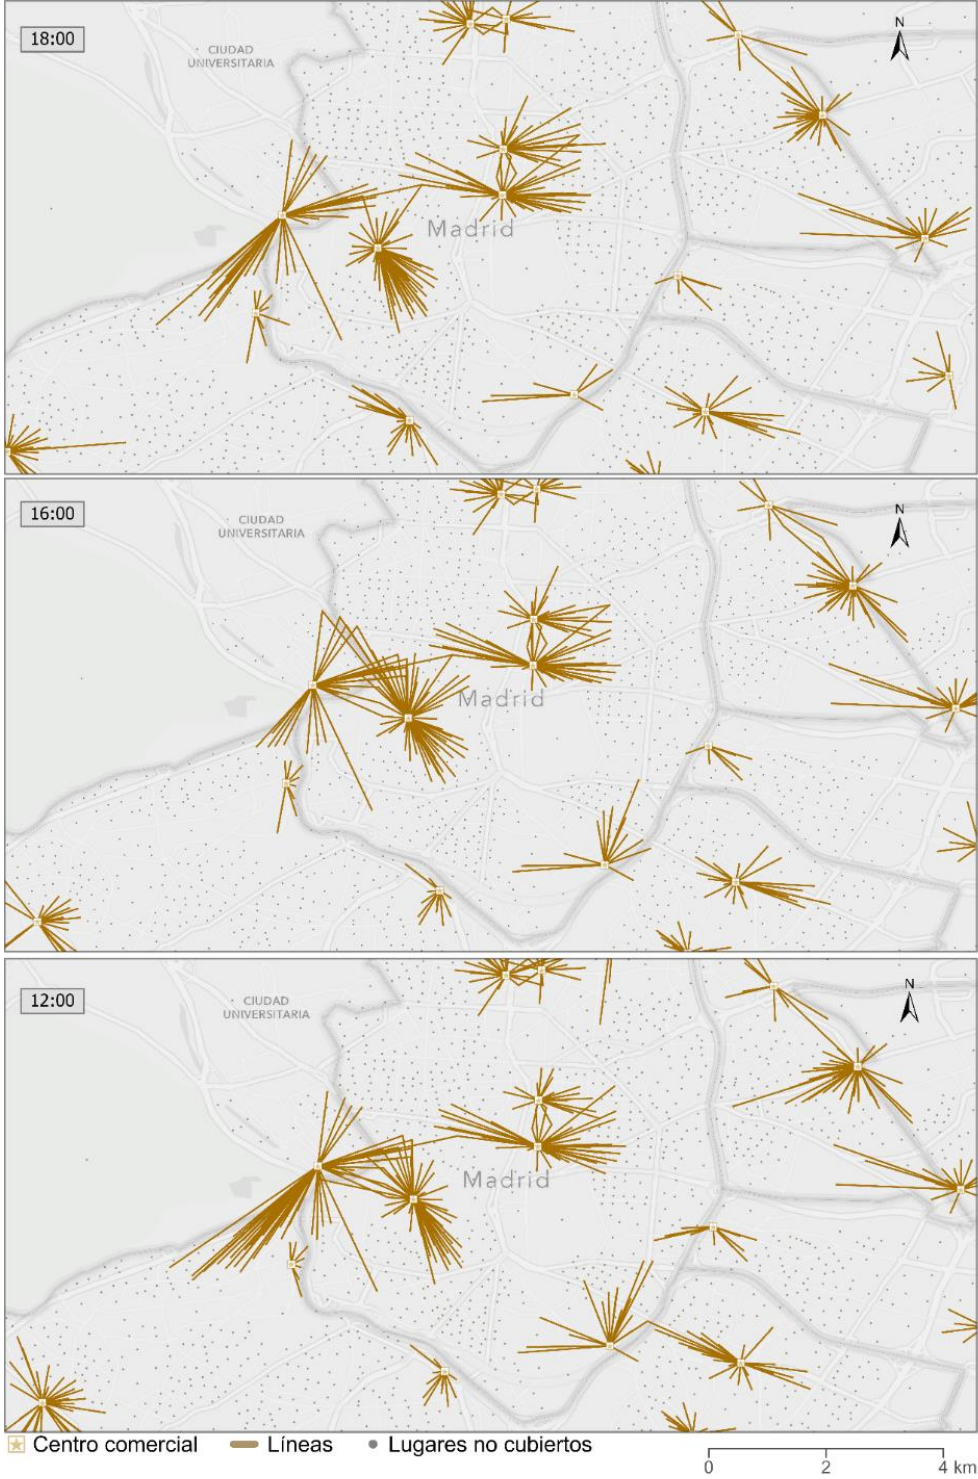 18:00
CIUDAD
UNIVERSITARIA
N
Madrid
16:00
CIUDAD
UNIVERSITARIA
N
Madrid
12:00
CIUDAD
UNIVERSITARIA
N
Madrid
Centro comercial Líneas Lugares no cubiertos
0 2 4 km